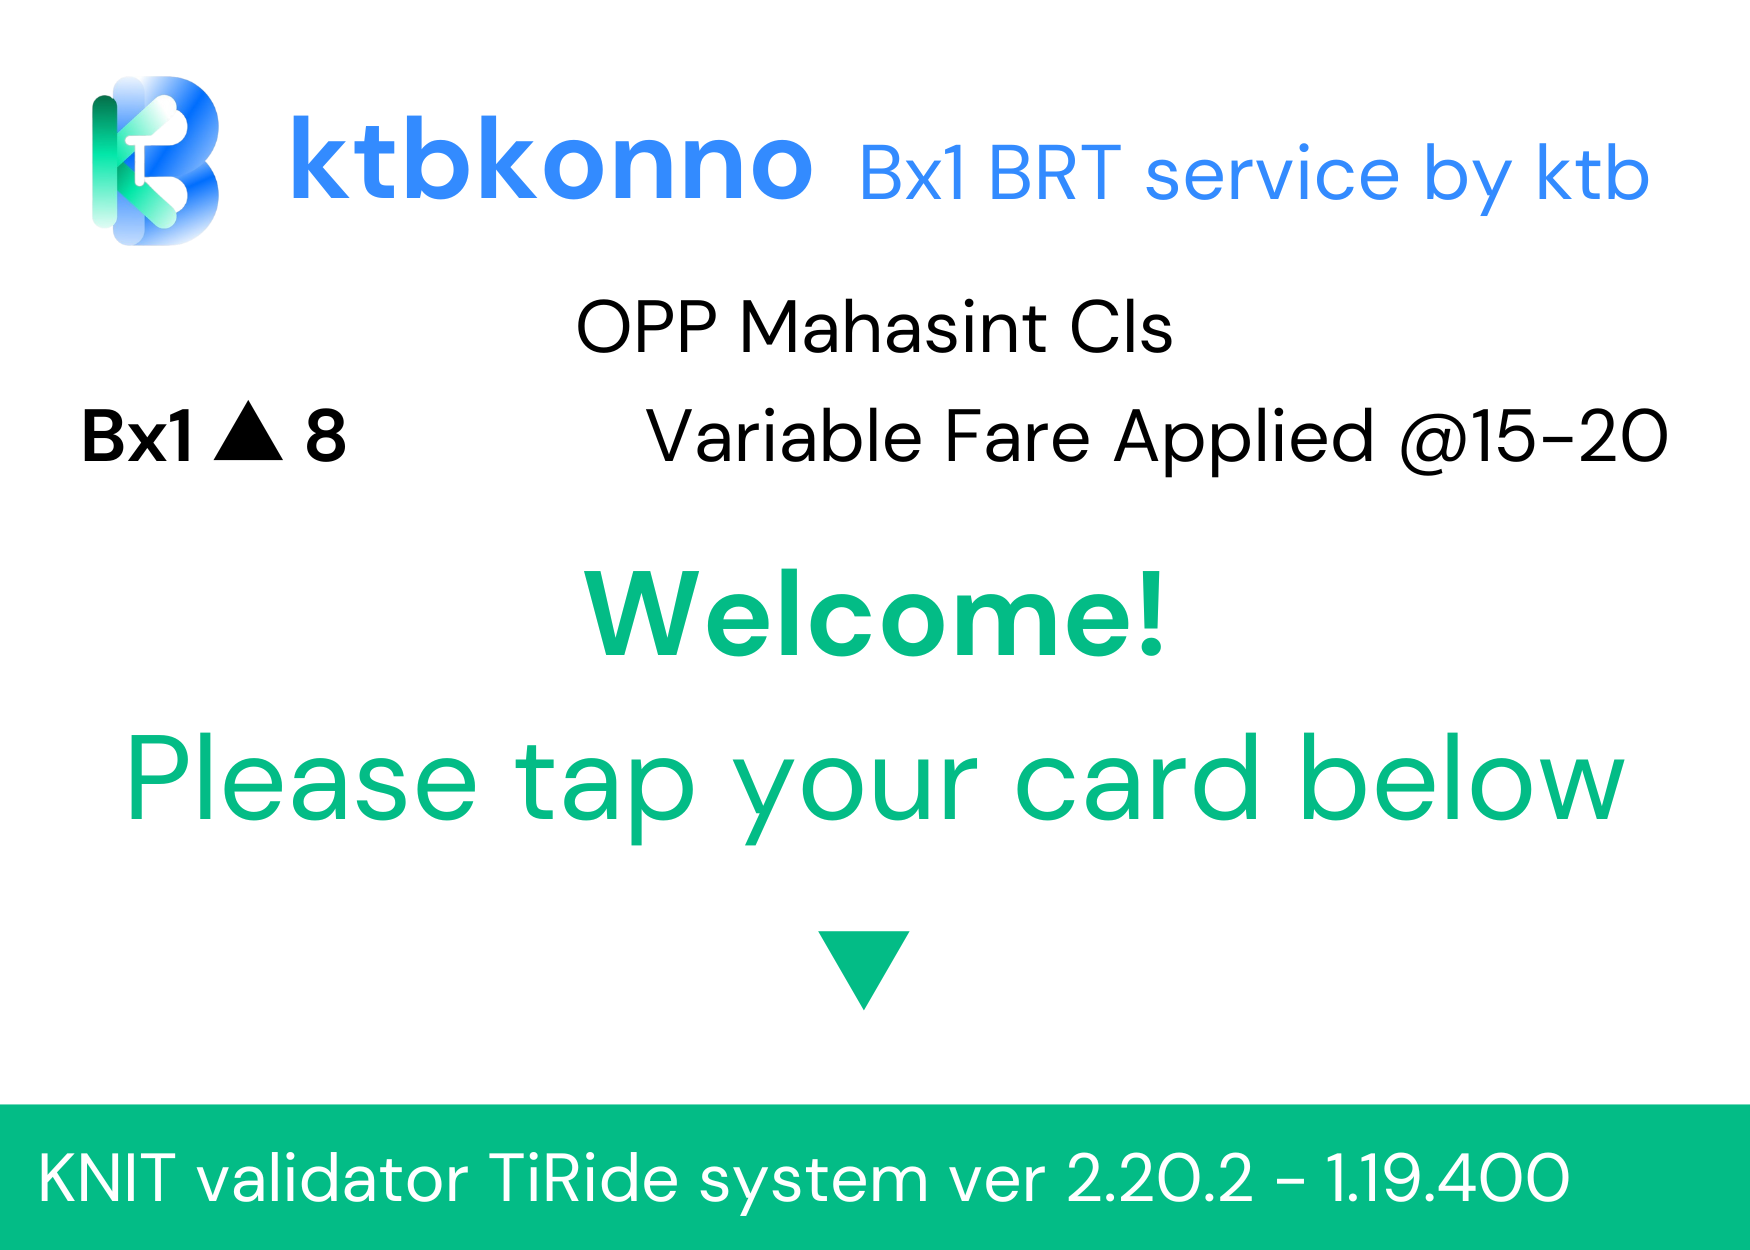 ktbkonno Bx1 BRT service by ktb
OPP Mahasint Cls
Bx1 ▲ 8 Variable Fare Applied @15-20
Welcome!
Please tap your card below
▼
KNIT validator TiRide system ver 2.20.2 - 1.19.400